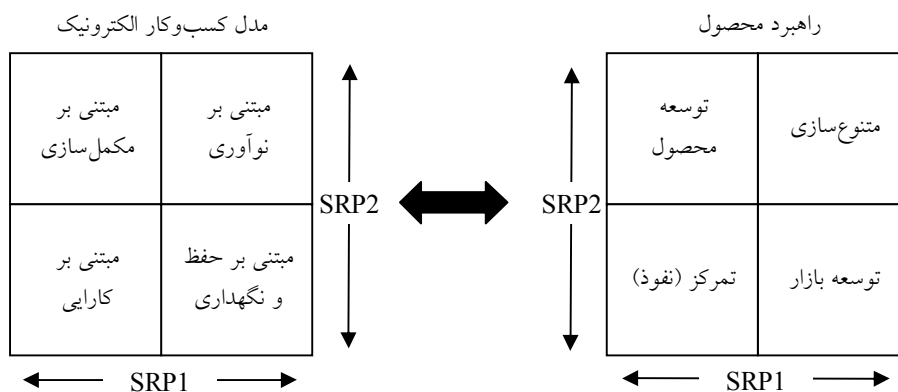 راهبرد محصول
متنوع‌سازی
توسعه
محصول
توسعه بازار
تمرکز (نفوذ)
SRP2
SRP1
مدل کسب‌وکار الکترونیک
مبتنی بر
نوآوری
مبتنی بر
مکمل‌سازی
مبتنی بر حفظ
و نگهداری
مبتنی بر
کارایی
SRP2
SRP1